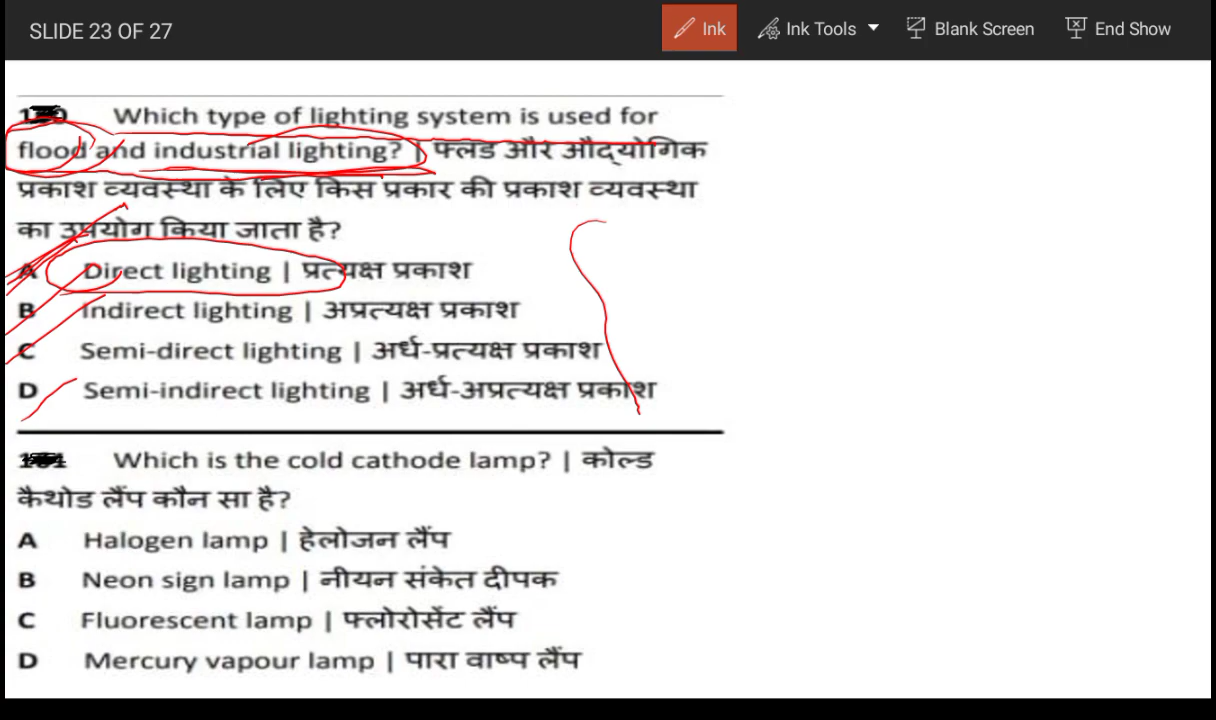 SLIDE 23 OF 27
Ink
Ink Tools
Blank Screen
End Show
Which type of lighting system is used for
flood and industrial lighting? | फ्लड और औद्योगिक
प्रकाश व्यवस्था के लिए किस प्रकार की प्रकाश व्यवस्था
का उपयोग किया जाता है?
A Direct lighting | प्रत्यक्ष प्रकाश
B Indirect lighting | अप्रत्यक्ष प्रकाश
C Semi-direct lighting | अर्ध-प्रत्यक्ष प्रकाश
D Semi-indirect lighting | अर्ध-अप्रत्यक्ष प्रकाश
Which is the cold cathode lamp? | कोल्ड
कैथोड लैंप कौन सा है?
A Halogen lamp | हेलोजन लैंप
B Neon sign lamp | नीयन संकेत दीपक
C Fluorescent lamp | फ्लोरोसेंट लैंप
D Mercury vapour lamp | पारा वाष्प लैंप